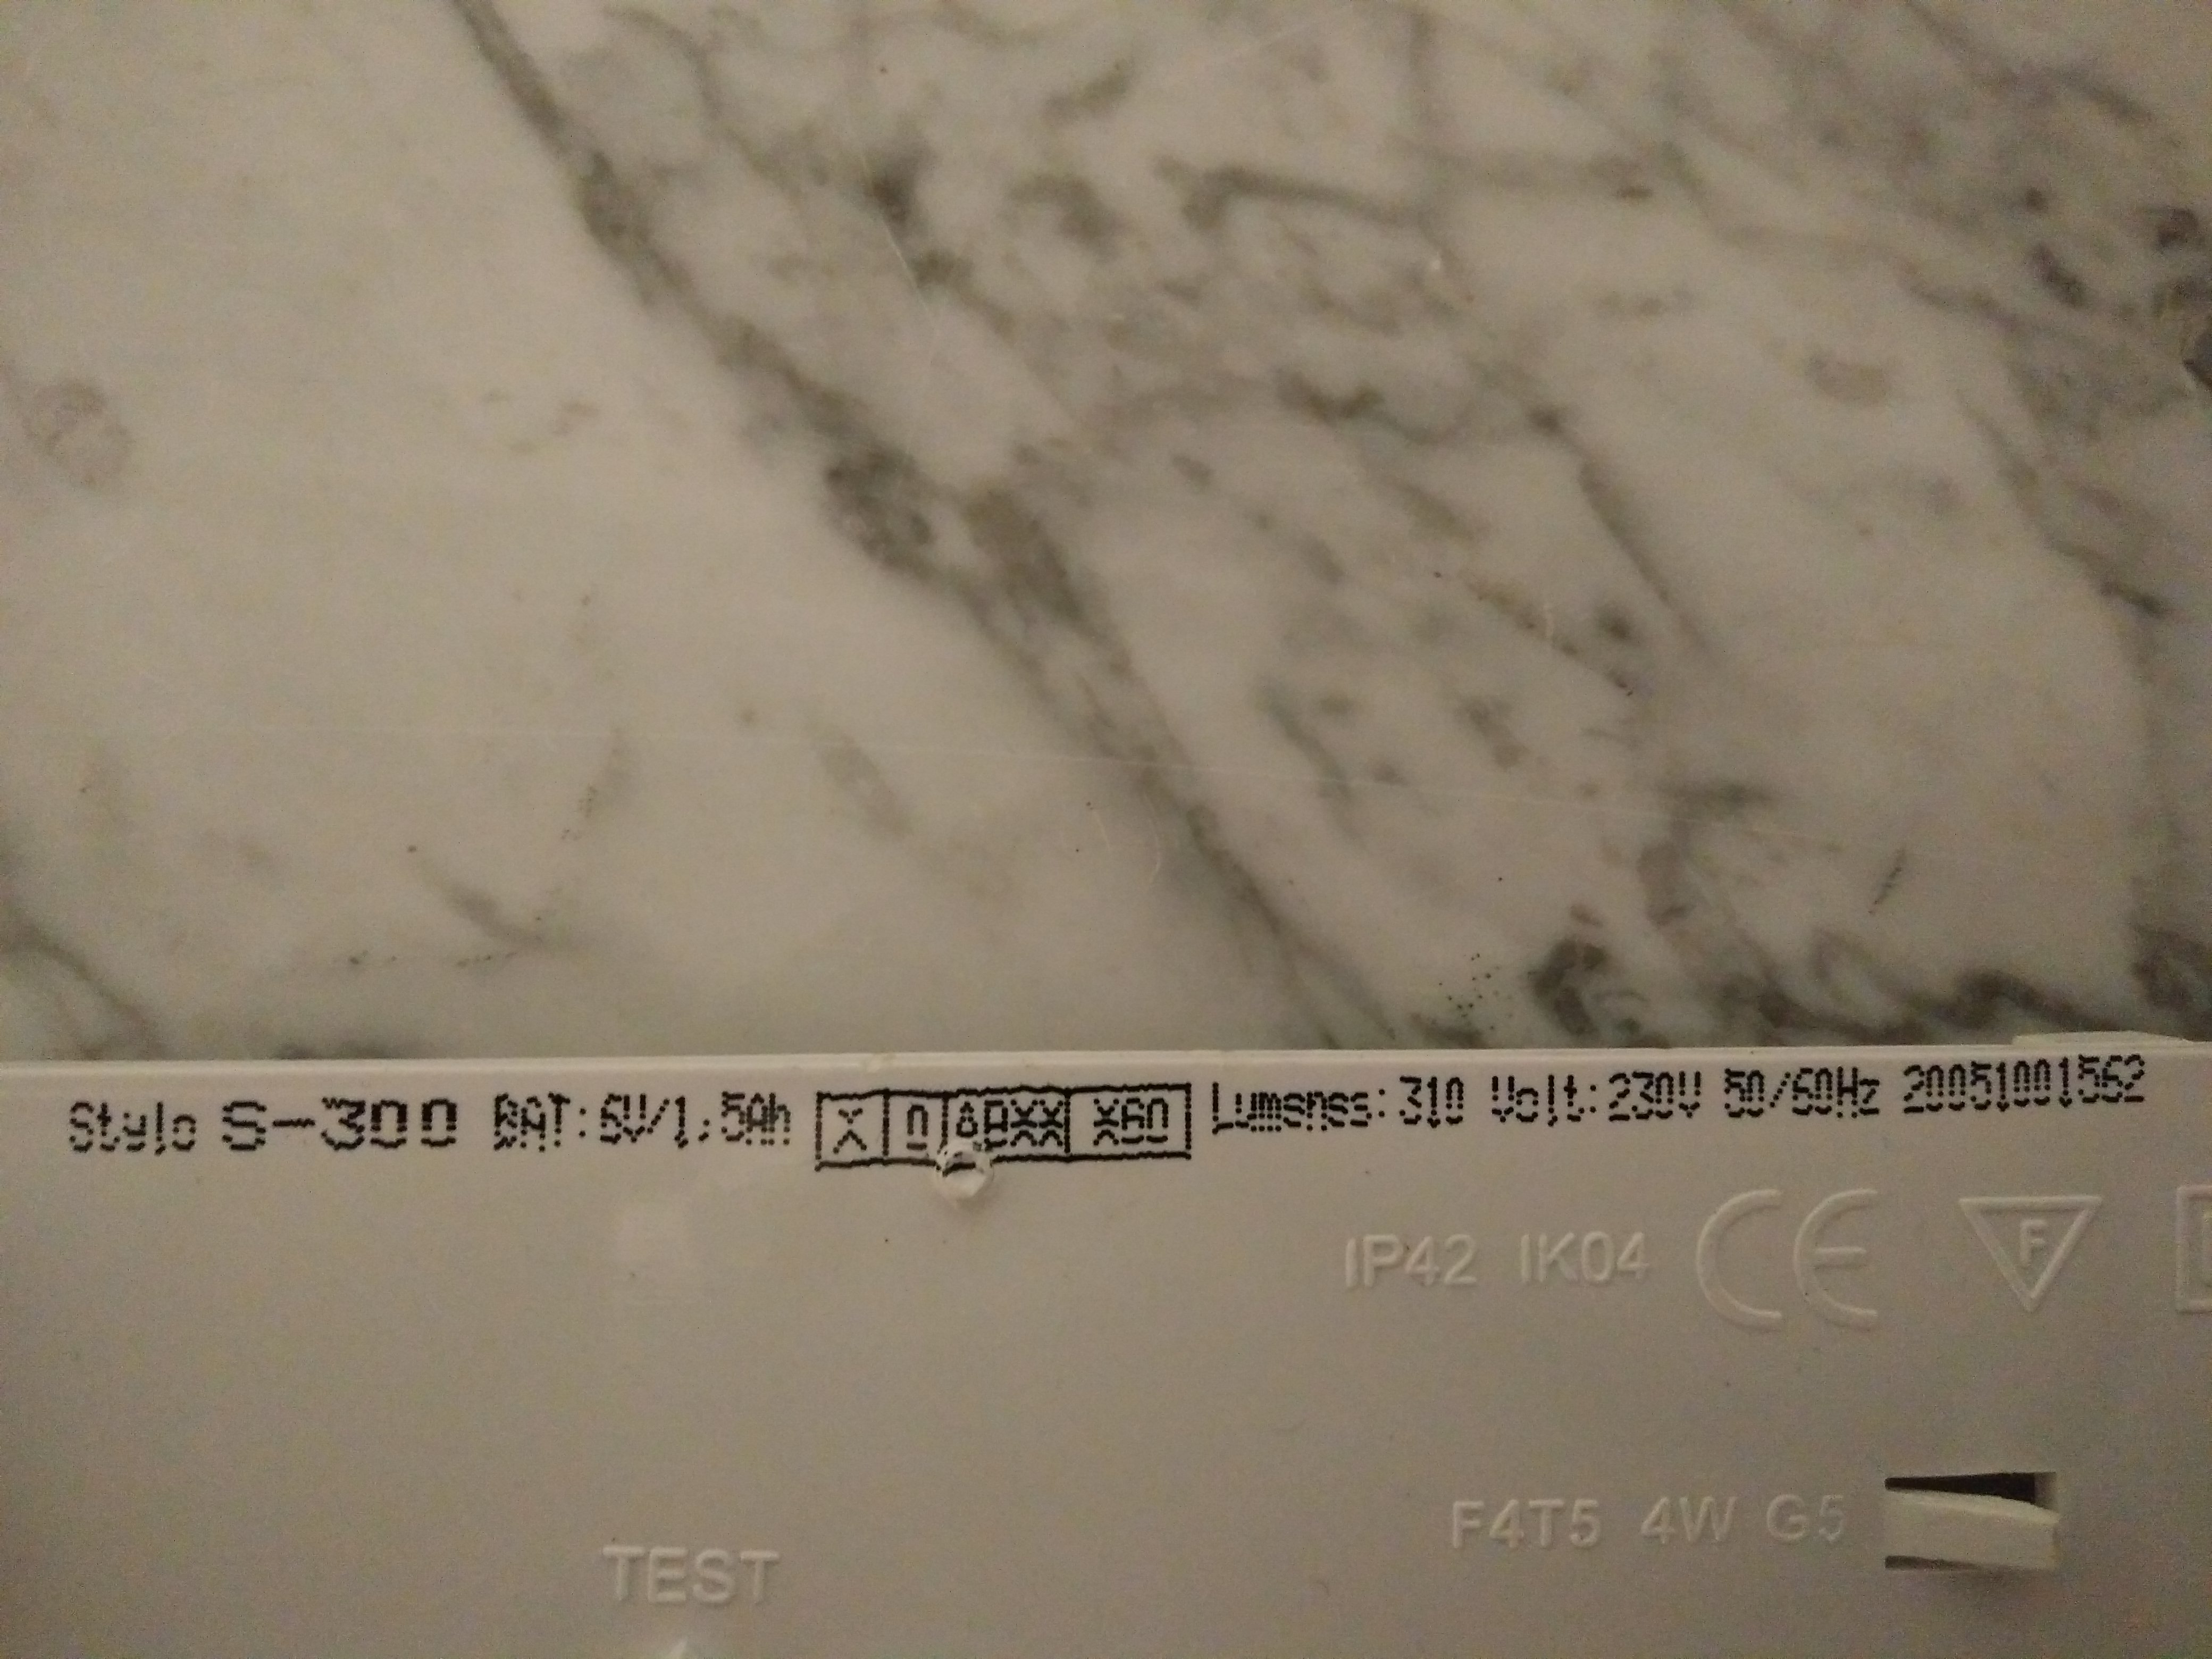 Stylo S-300 BAT:6V/1,5Ah X 0 AEXX X60 Lumenes:310 Volt:230V 50/60Hz 20051001562
IP42 IK04 CE F
F4T5 4W G5
TEST